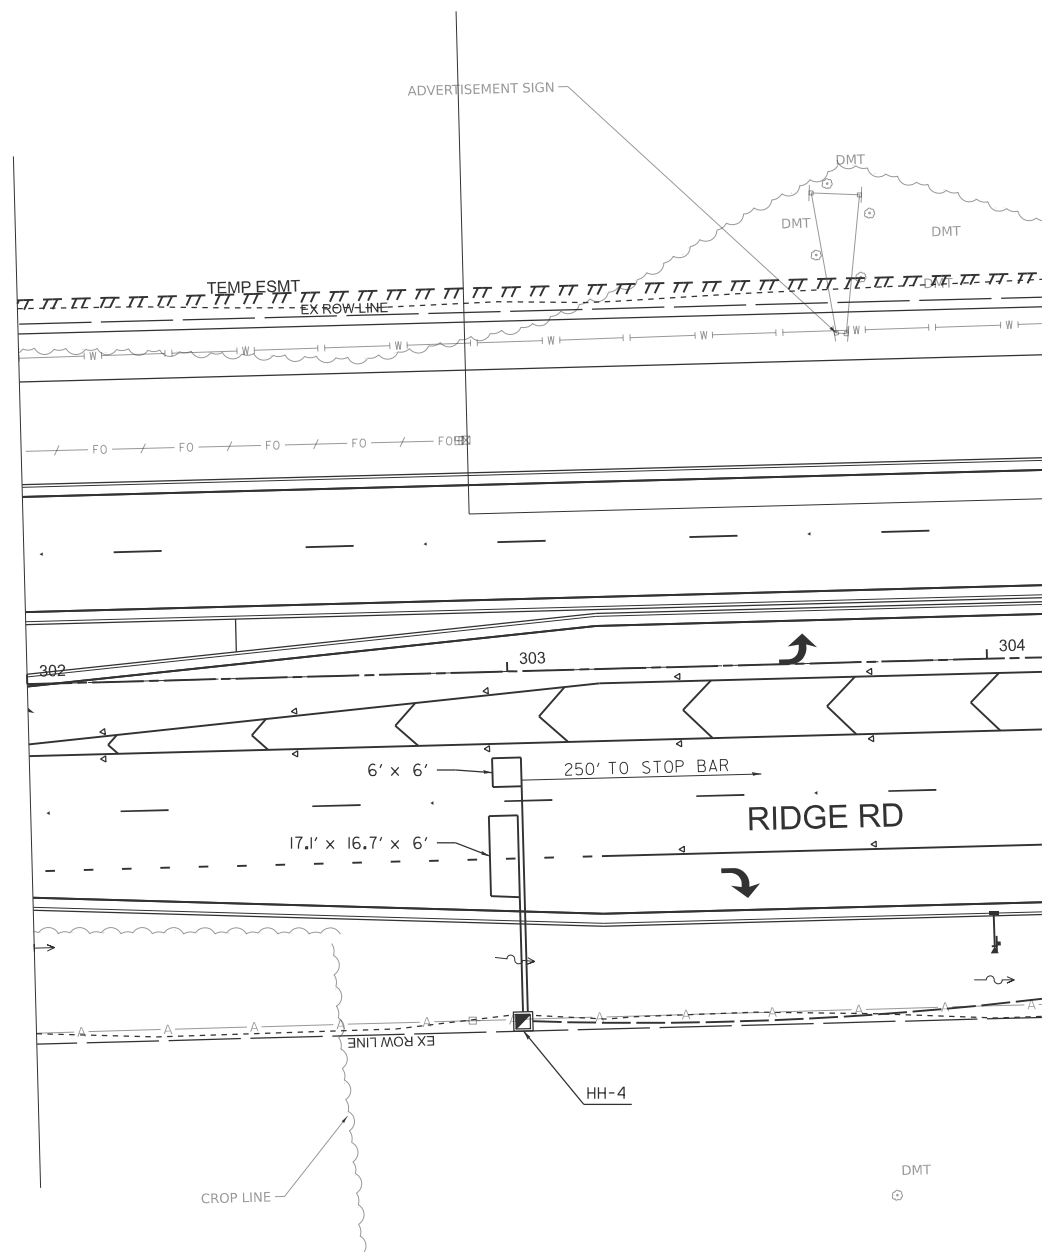 ADVERTISEMENT SIGN
DMT
DMT
DMT
DMT
TEMP ESMT
EX ROW LINE
W W W W W W W
FO FO FO FO FO
302
303
304
6' x 6'
250' TO STOP BAR
RIDGE RD
17.1' x 16.7' x 6'
A A A A A A A A A A A A
EX ROW LINE
HH-4
CROP LINE
DMT